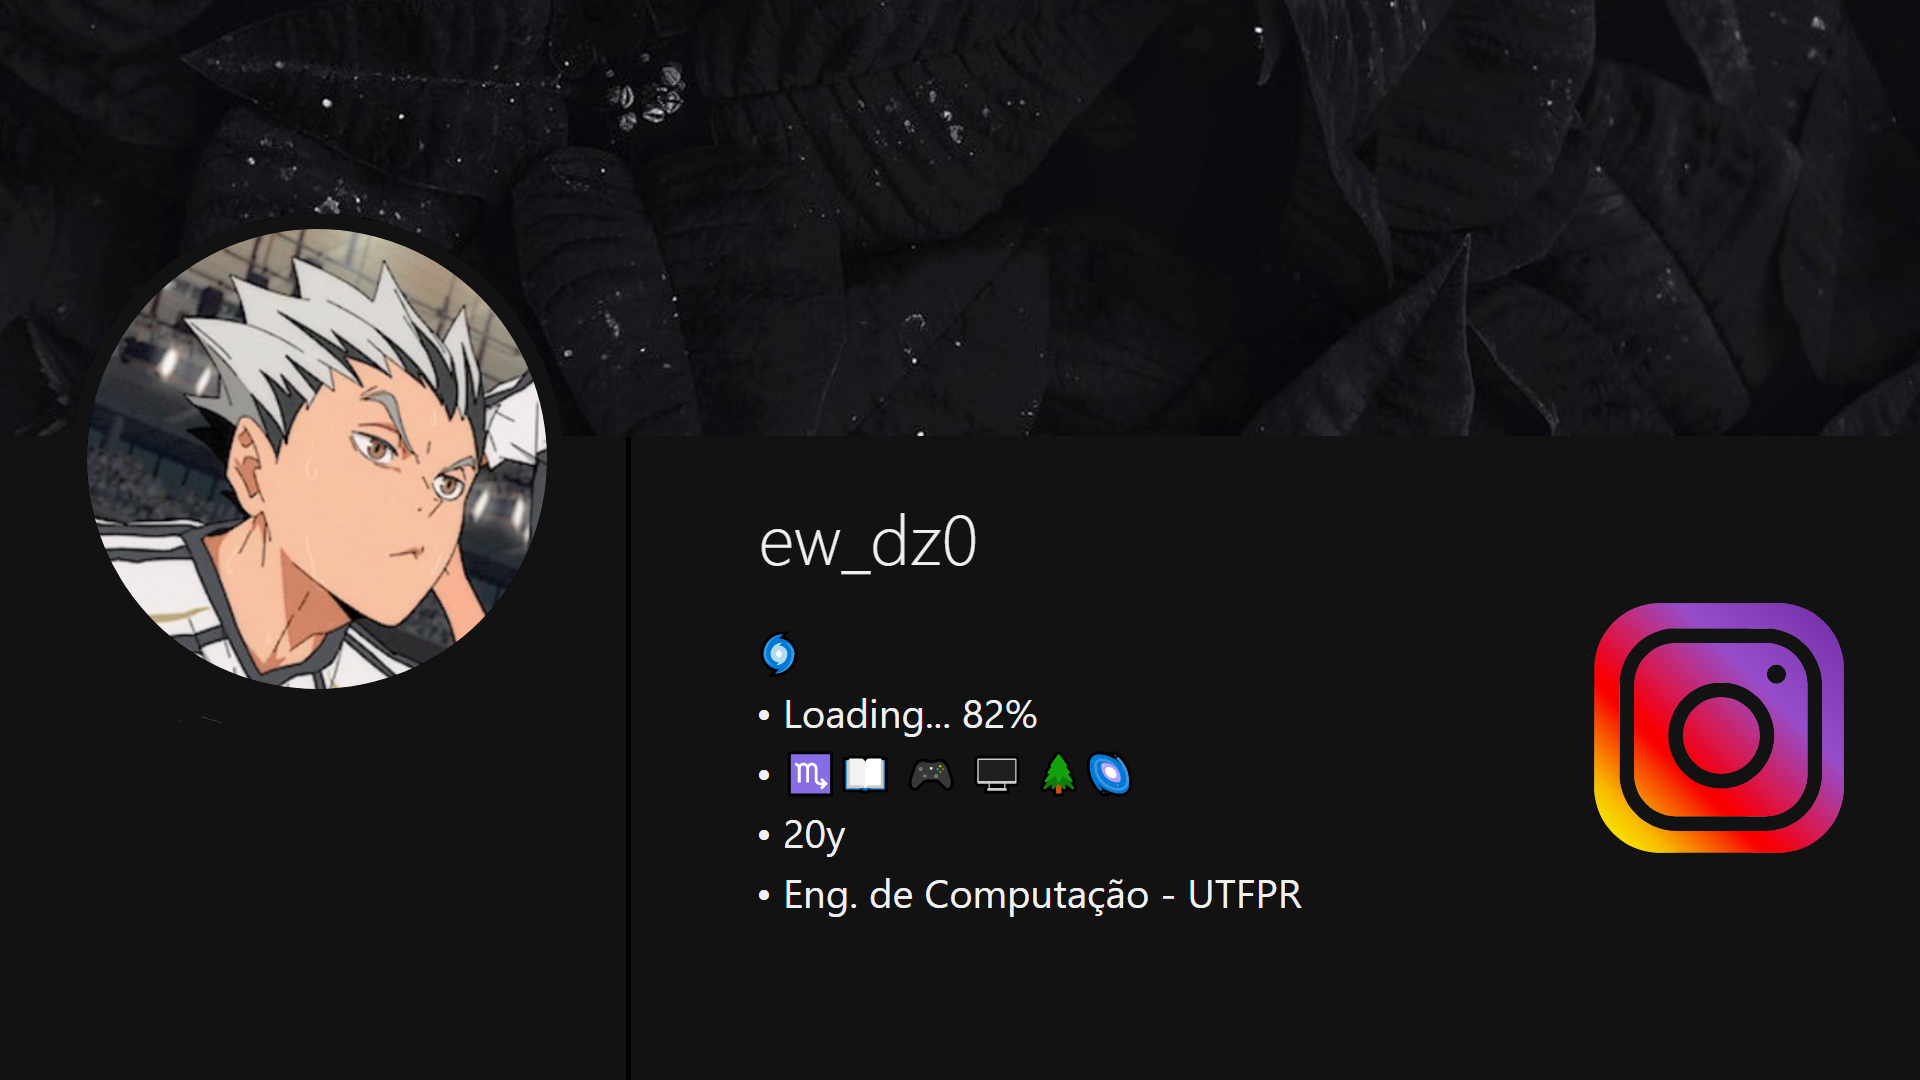 ew_dz0
🌀
• Loading... 82%
• ♏ 📖 🎮 🖥️ 🌲 🌌
• 20y
• Eng. de Computação - UTFPR